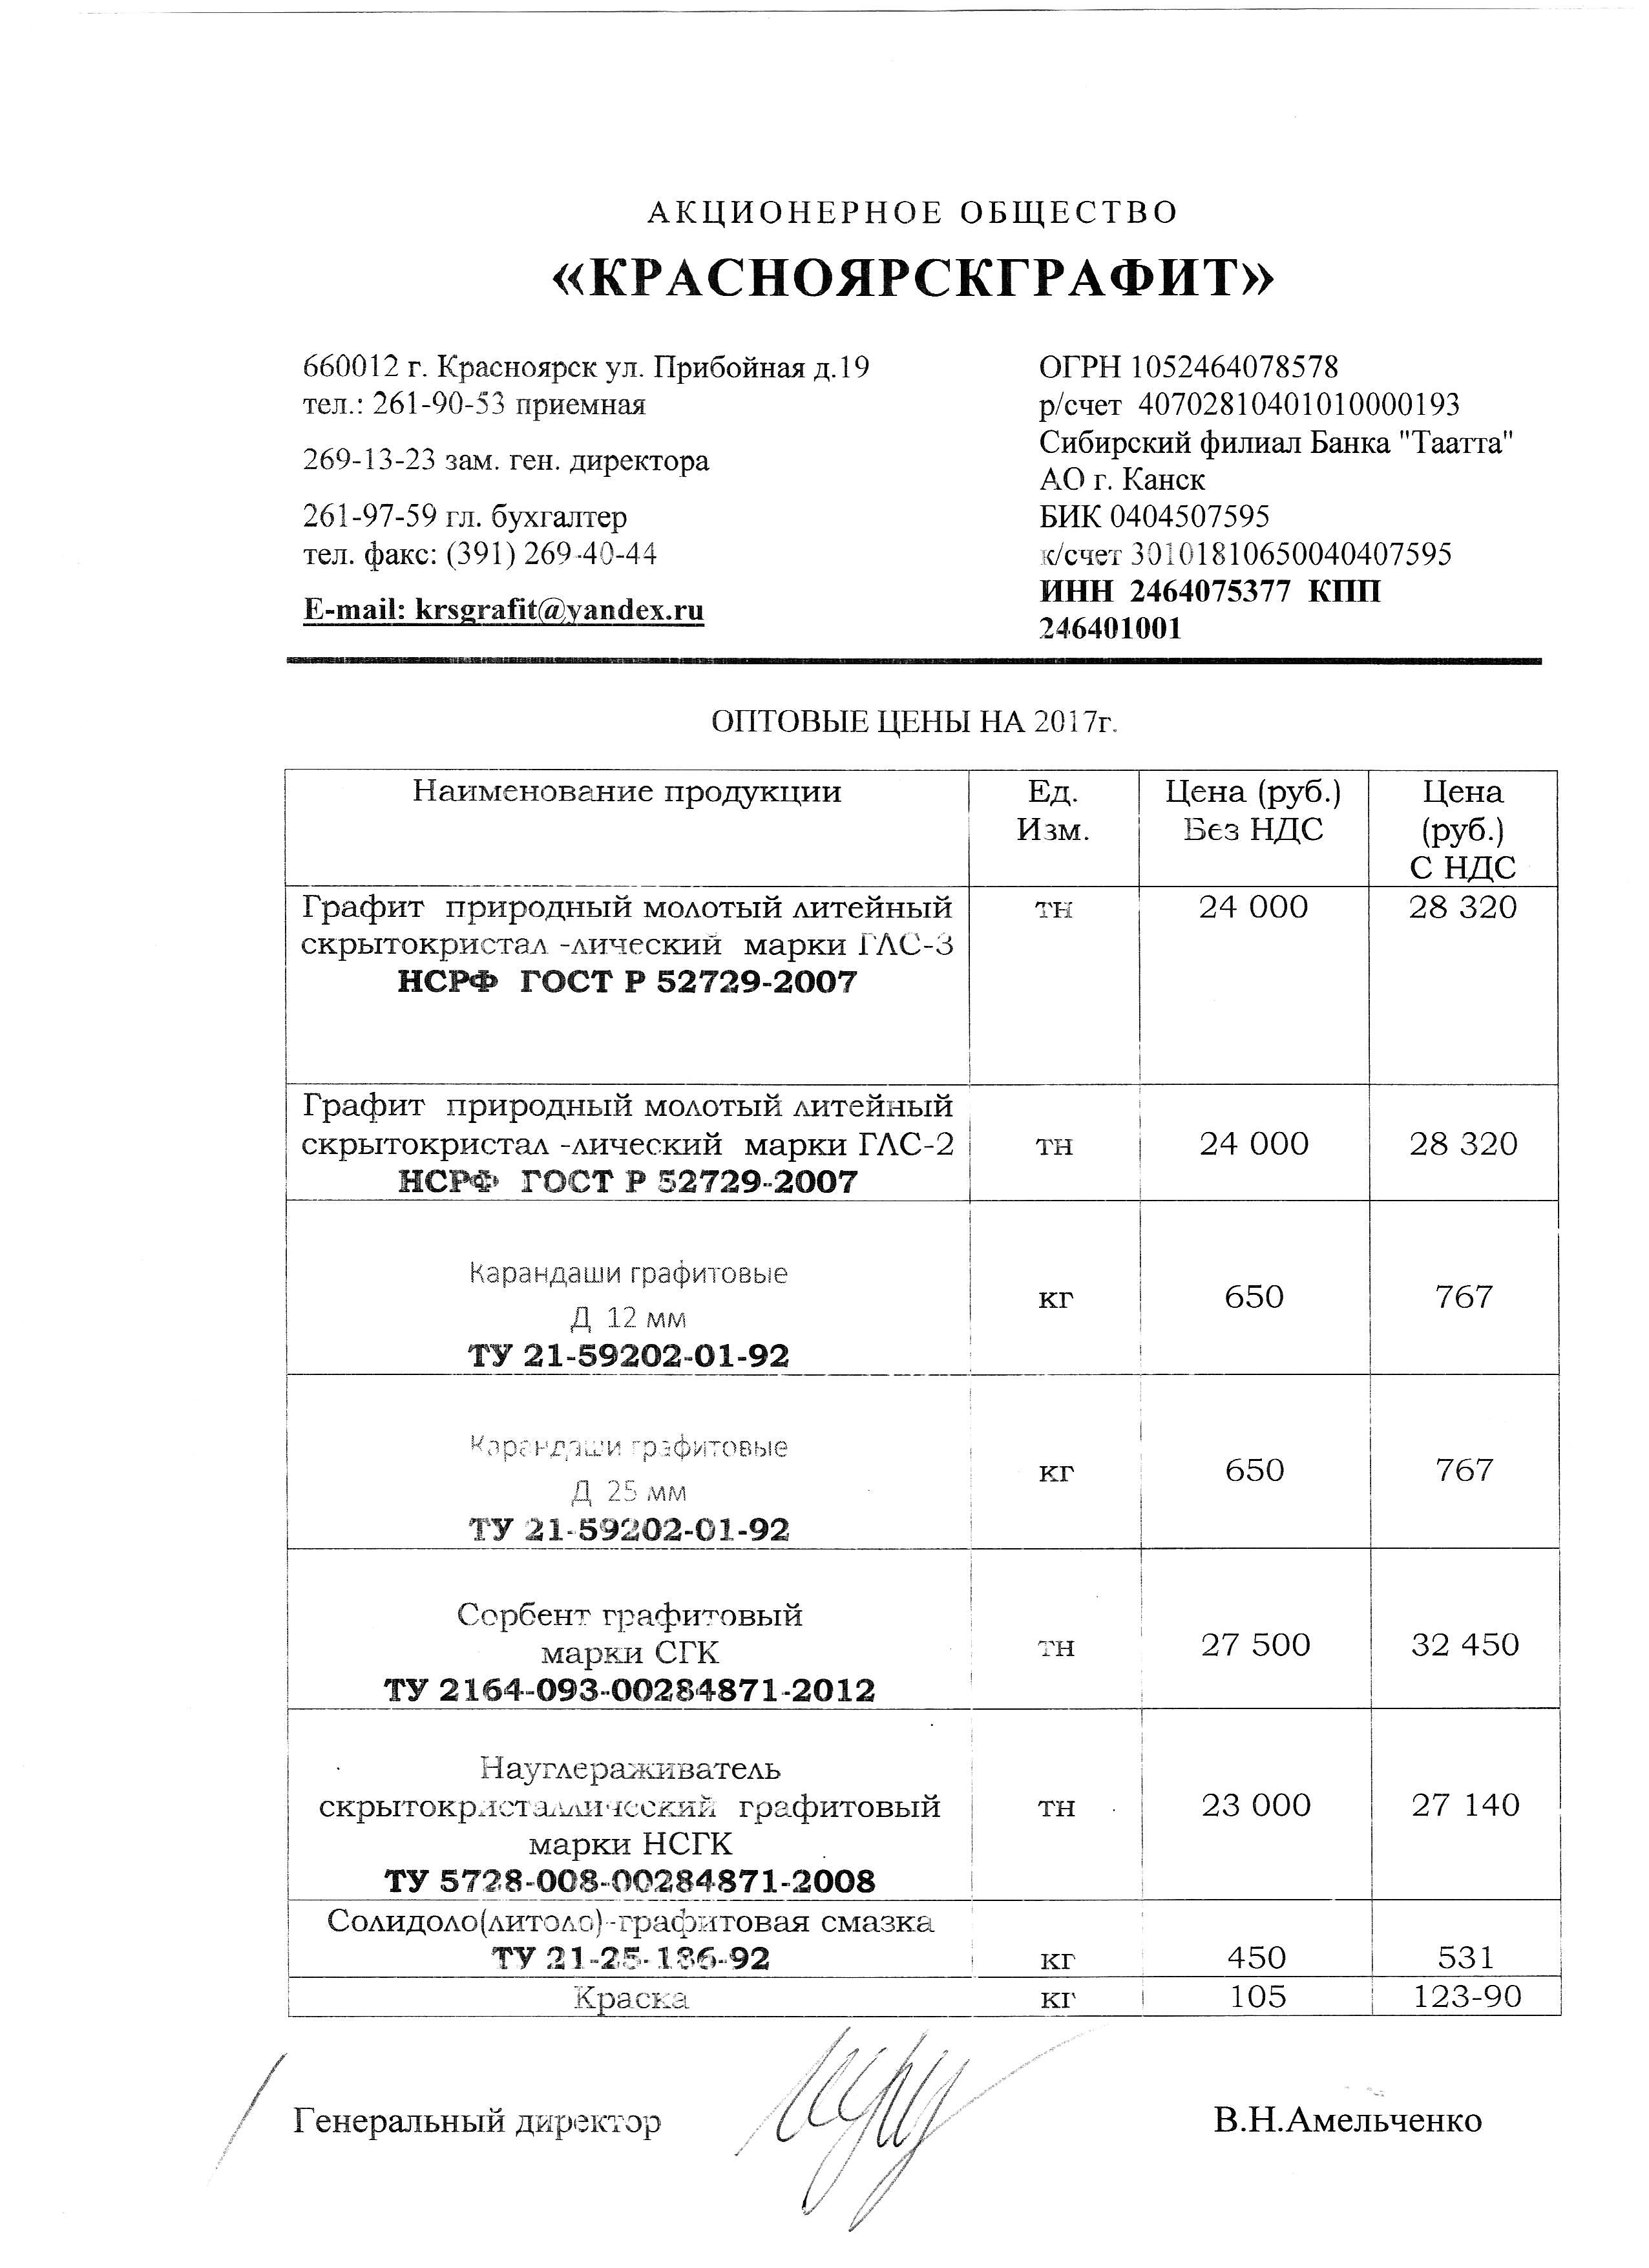 АКЦИОНЕРНОЕ ОБЩЕСТВО
«КРАСНОЯРСКГРАФИТ»
660012 г. Красноярск ул. Прибойная д.19
тел.: 261-90-53 приемная
269-13-23 зам. ген. директора
261-97-59 гл. бухгалтер
тел. факс: (391) 269-40-44
E-mail: krsgrafit@yandex.ru
ОГРН 1052464078578
р/счет 40702810401010000193
Сибирский филиал Банка "Таатта"
АО г. Канск
БИК 0404507595
к/счет 30101810650040407595
ИНН 2464075377 КПП
246401001
ОПТОВЫЕ ЦЕНЫ НА 2017г.
Наименование продукции
Ед.
Изм.
Цена (руб.)
Без НДС
Цена
(руб.)
С НДС
Графит природный молотый литейный
скрытокристал -лический марки ГЛС-3
НСРФ ГОСТ Р 52729-2007
тн
24 000
28 320
Графит природный молотый литейный
скрытокристал -лический марки ГЛС-2
НСРФ ГОСТ Р 52729-2007
тн
24 000
28 320
Карандаши графитовые
Д 12 мм
ТУ 21-59202-01-92
кг
650
767
Карандаши графитовые
Д 25 мм
ТУ 21-59202-01-92
кг
650
767
Сорбент графитовый
марки СГК
ТУ 2164-093-00284871-2012
тн
27 500
32 450
Науглераживатель
скрытокристаллический графитовый
марки НСГК
ТУ 5728-008-00284871-2008
тн
23 000
27 140
Солидоло(литоло)-графитовая смазка
ТУ 21-25-186-92
кг
450
531
Краска
кг
105
123-90
Генеральный директор
В.Н.Амельченко